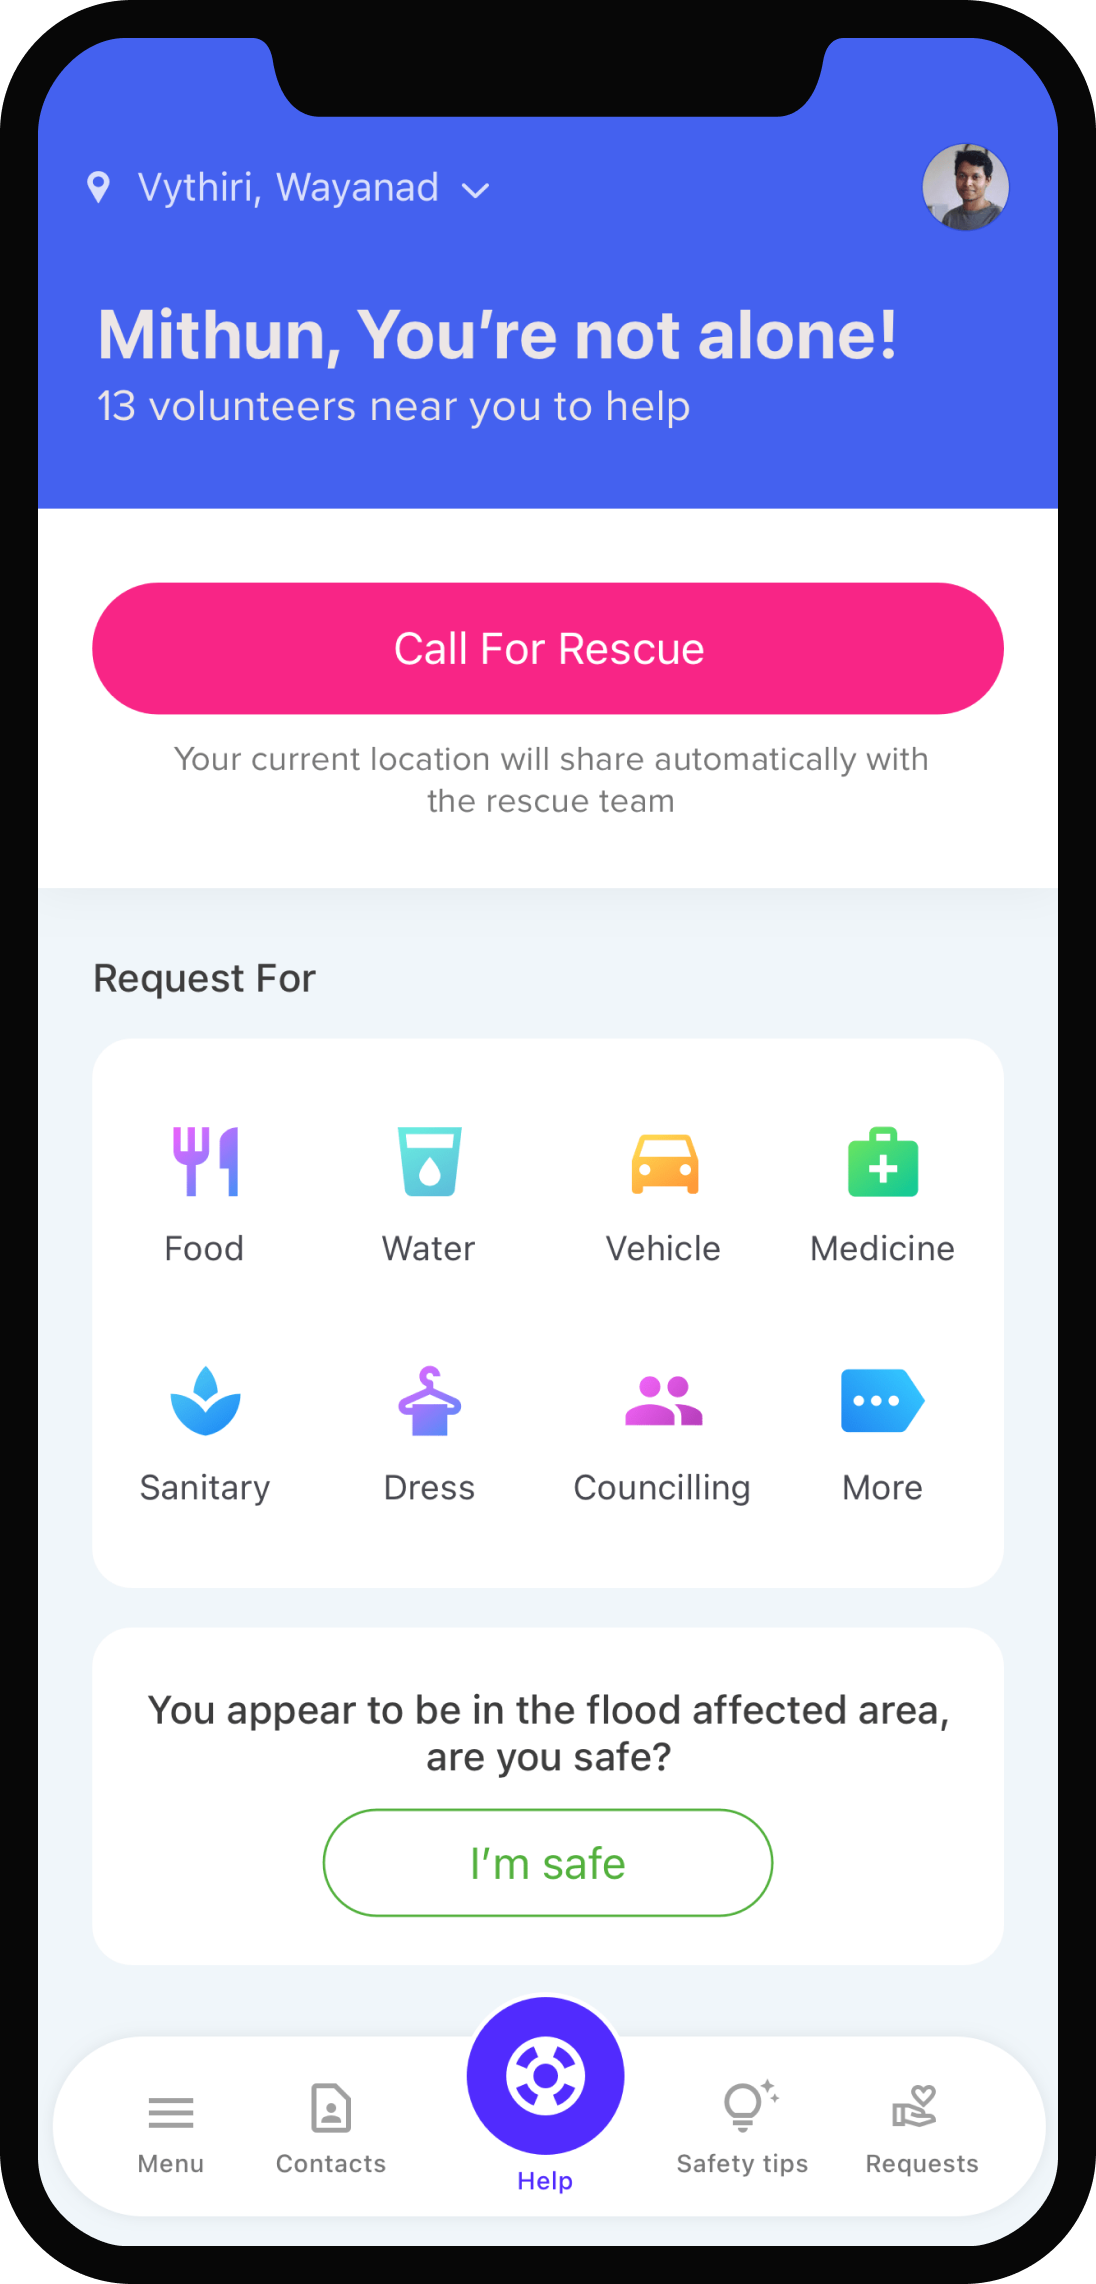 Vythiri, Wayanad
Mithun, You’re not alone!
13 volunteers near you to help
Call For Rescue
Your current location will share automatically with
the rescue team
Request For
Food
Water
Vehicle
Medicine
Sanitary
Dress
Councilling
More
You appear to be in the flood affected area,
are you safe?
I’m safe
Menu
Contacts
Help
Safety tips
Requests